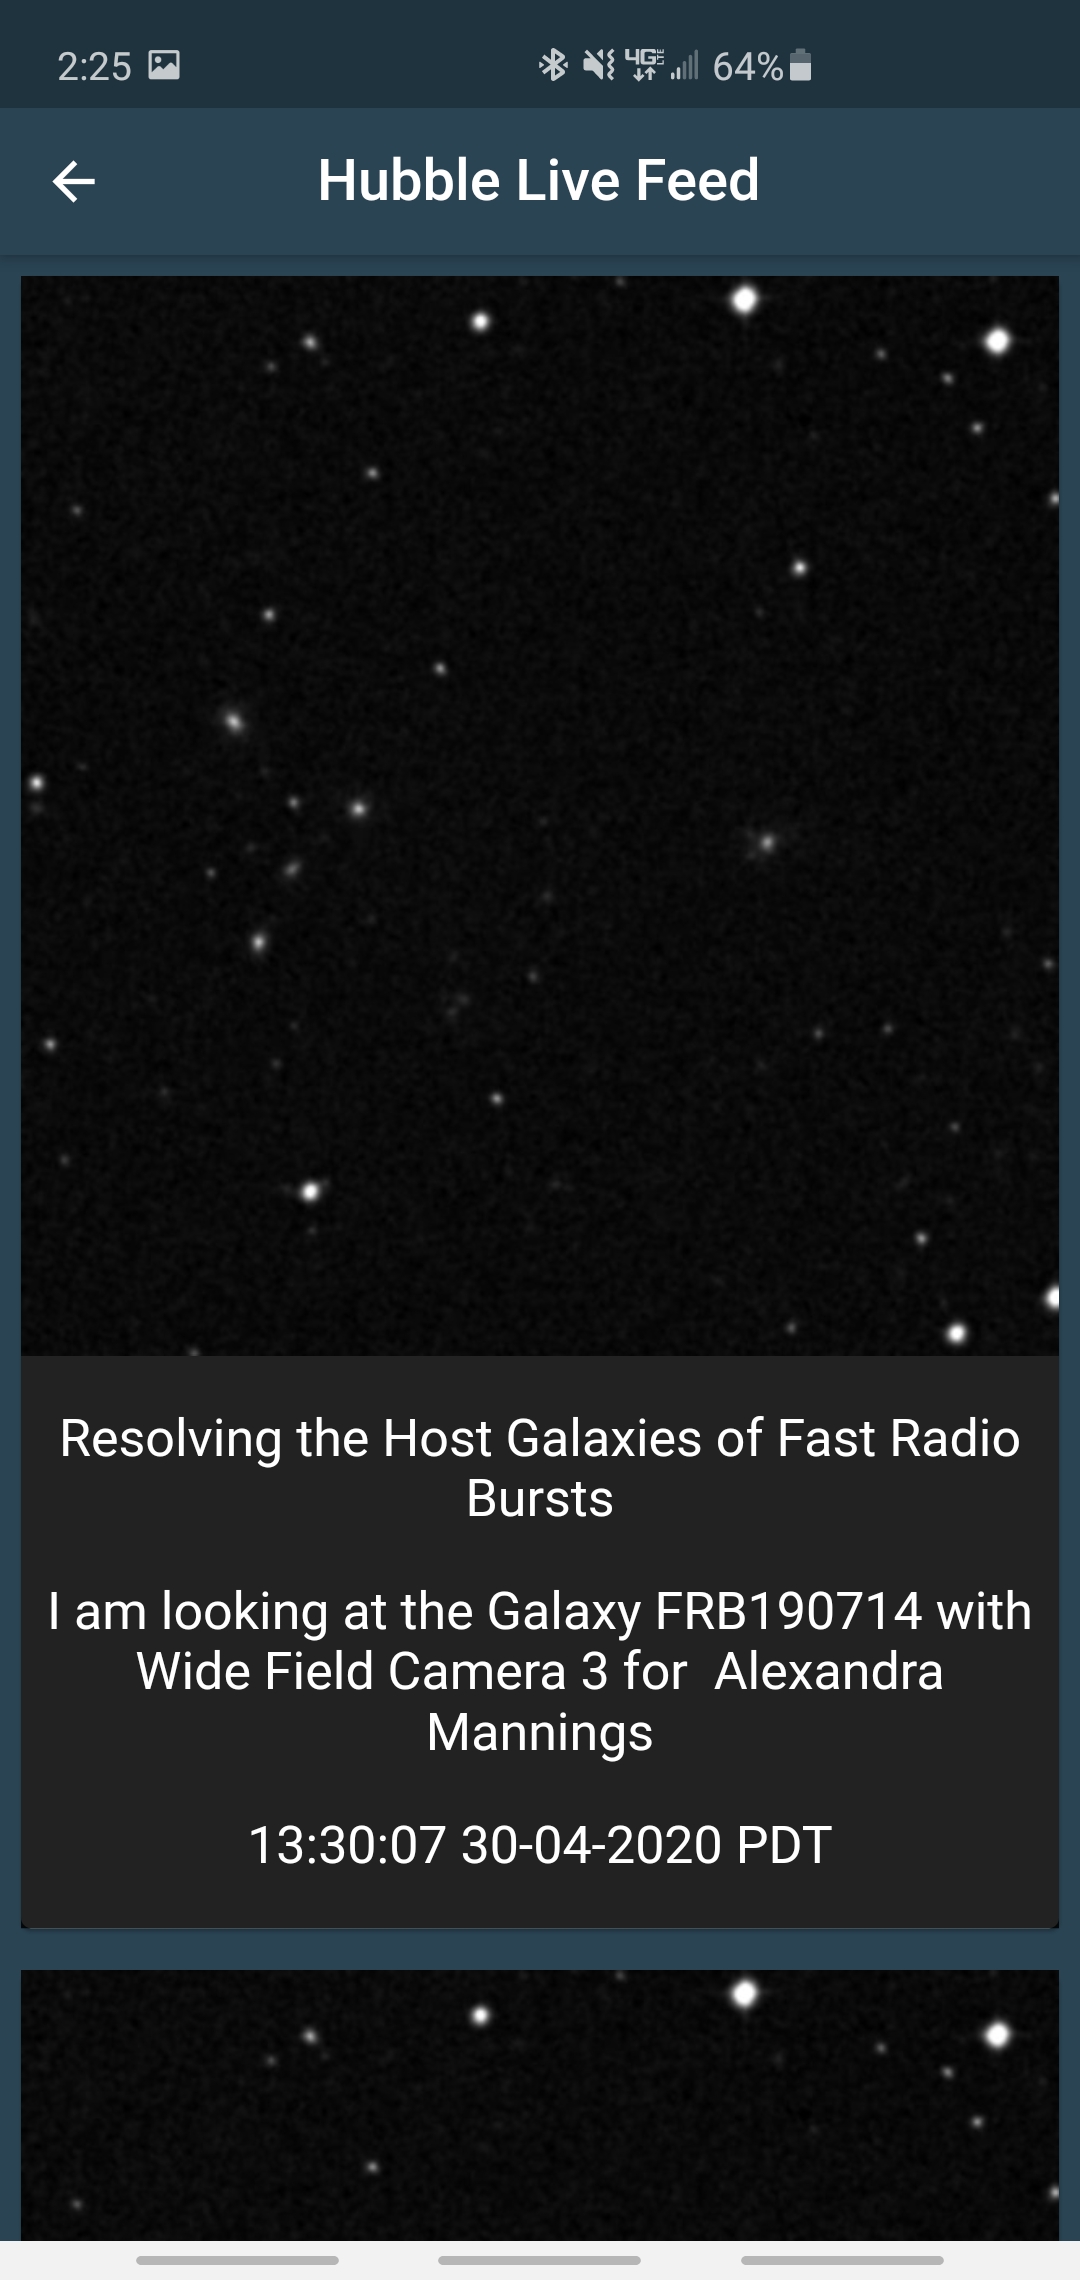 2:25 4G LTE 64%
Hubble Live Feed
Resolving the Host Galaxies of Fast Radio
Bursts
I am looking at the Galaxy FRB190714 with
Wide Field Camera 3 for  Alexandra
Mannings
13:30:07 30-04-2020 PDT